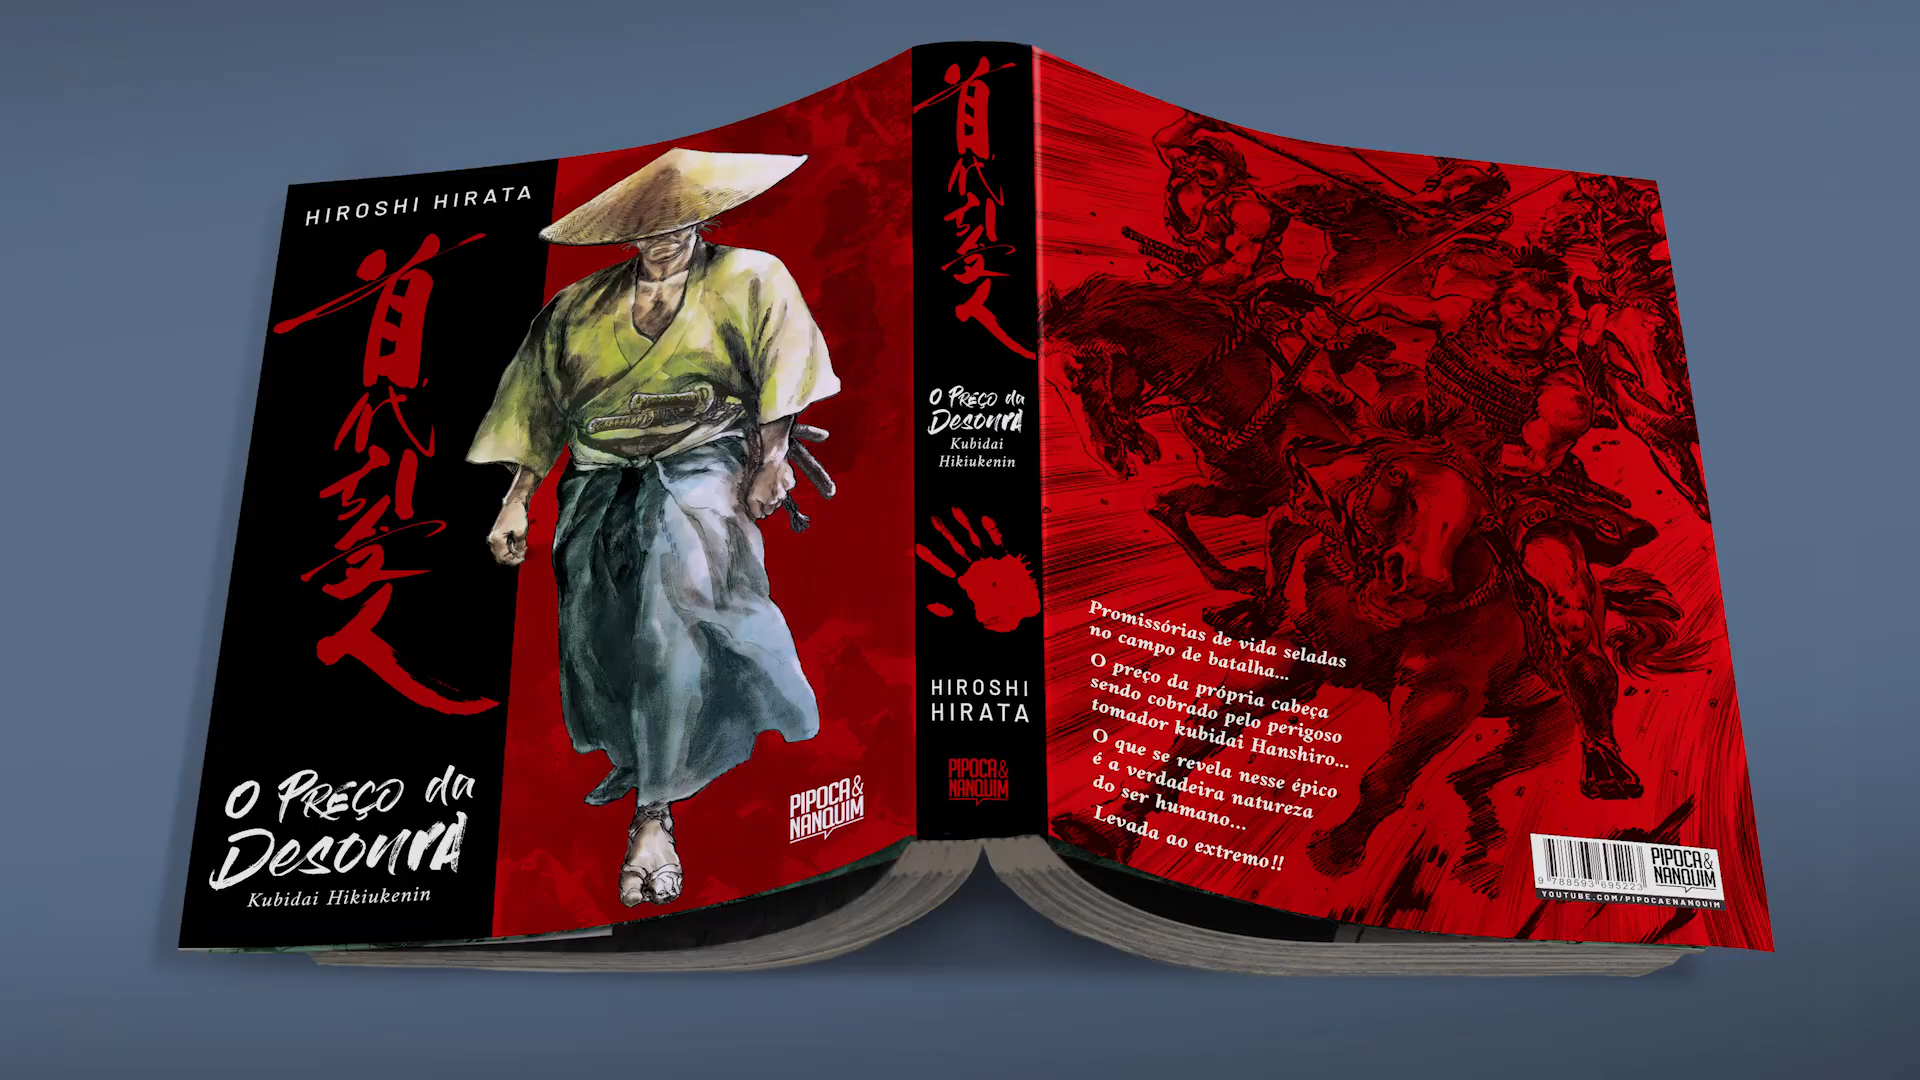 HIROSHI HIRATA
首代引受人
O PREÇO da
Desonra
Kubidai Hikiukenin
PIPOCA&
NANQUIM
首代引受人
O PREÇO da
Desonra
Kubidai
Hikiukenin
HIROSHI
HIRATA
PIPOCA&
NANQUIM
Promissórias de vida seladas
no campo de batalha...
O preço da própria cabeça
sendo cobrado pelo perigoso
tomador kubidai Hanshiro...
O que se revela nesse épico
é a verdadeira natureza
do ser humano...
Levada ao extremo!!
9 788593 695223
PIPOCA&
NANQUIM
YOUTUBE.COM/PIPOCAENANQUIM